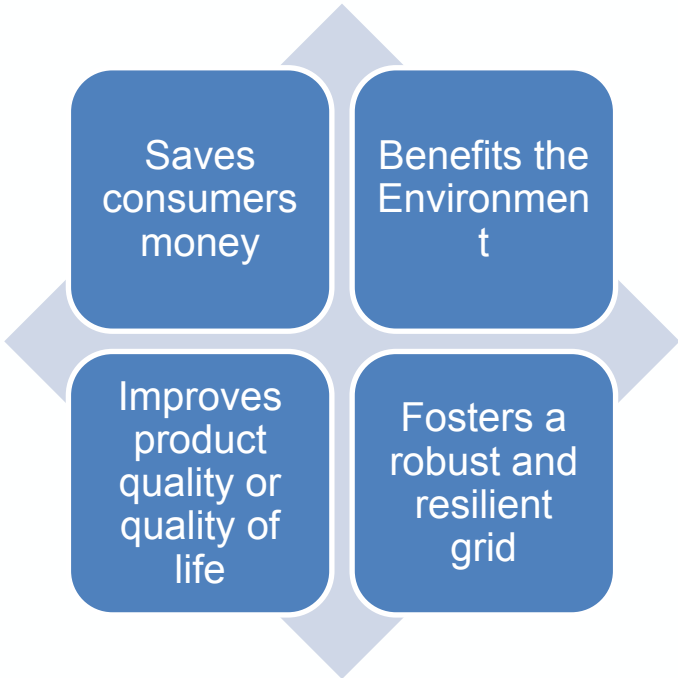 Saves
consumers
money
Benefits the
Environmen
t
Improves
product
quality or
quality of
life
Fosters a
robust and
resilient
grid